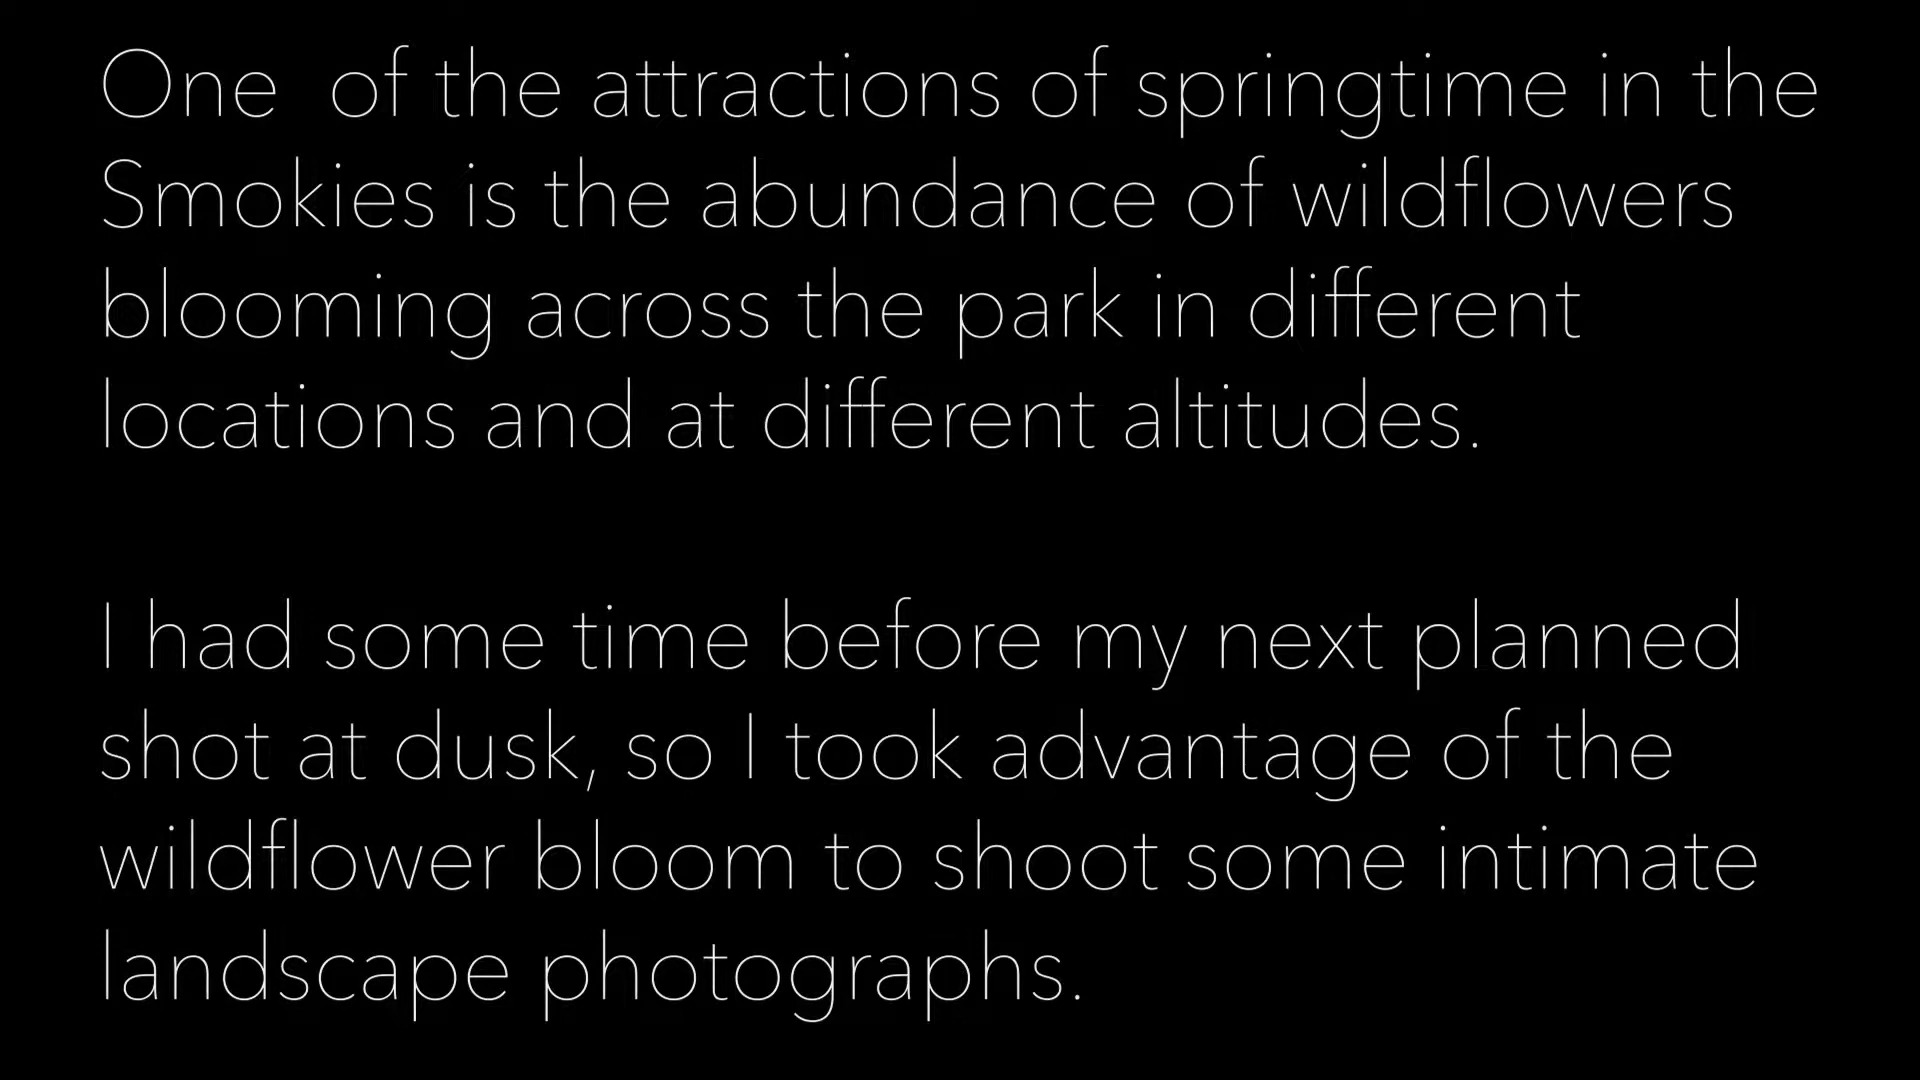 One  of the attractions of springtime in the
Smokies is the abundance of wildflowers
blooming across the park in different
locations and at different altitudes.
I had some time before my next planned
shot at dusk, so I took advantage of the
wildflower bloom to shoot some intimate
landscape photographs.